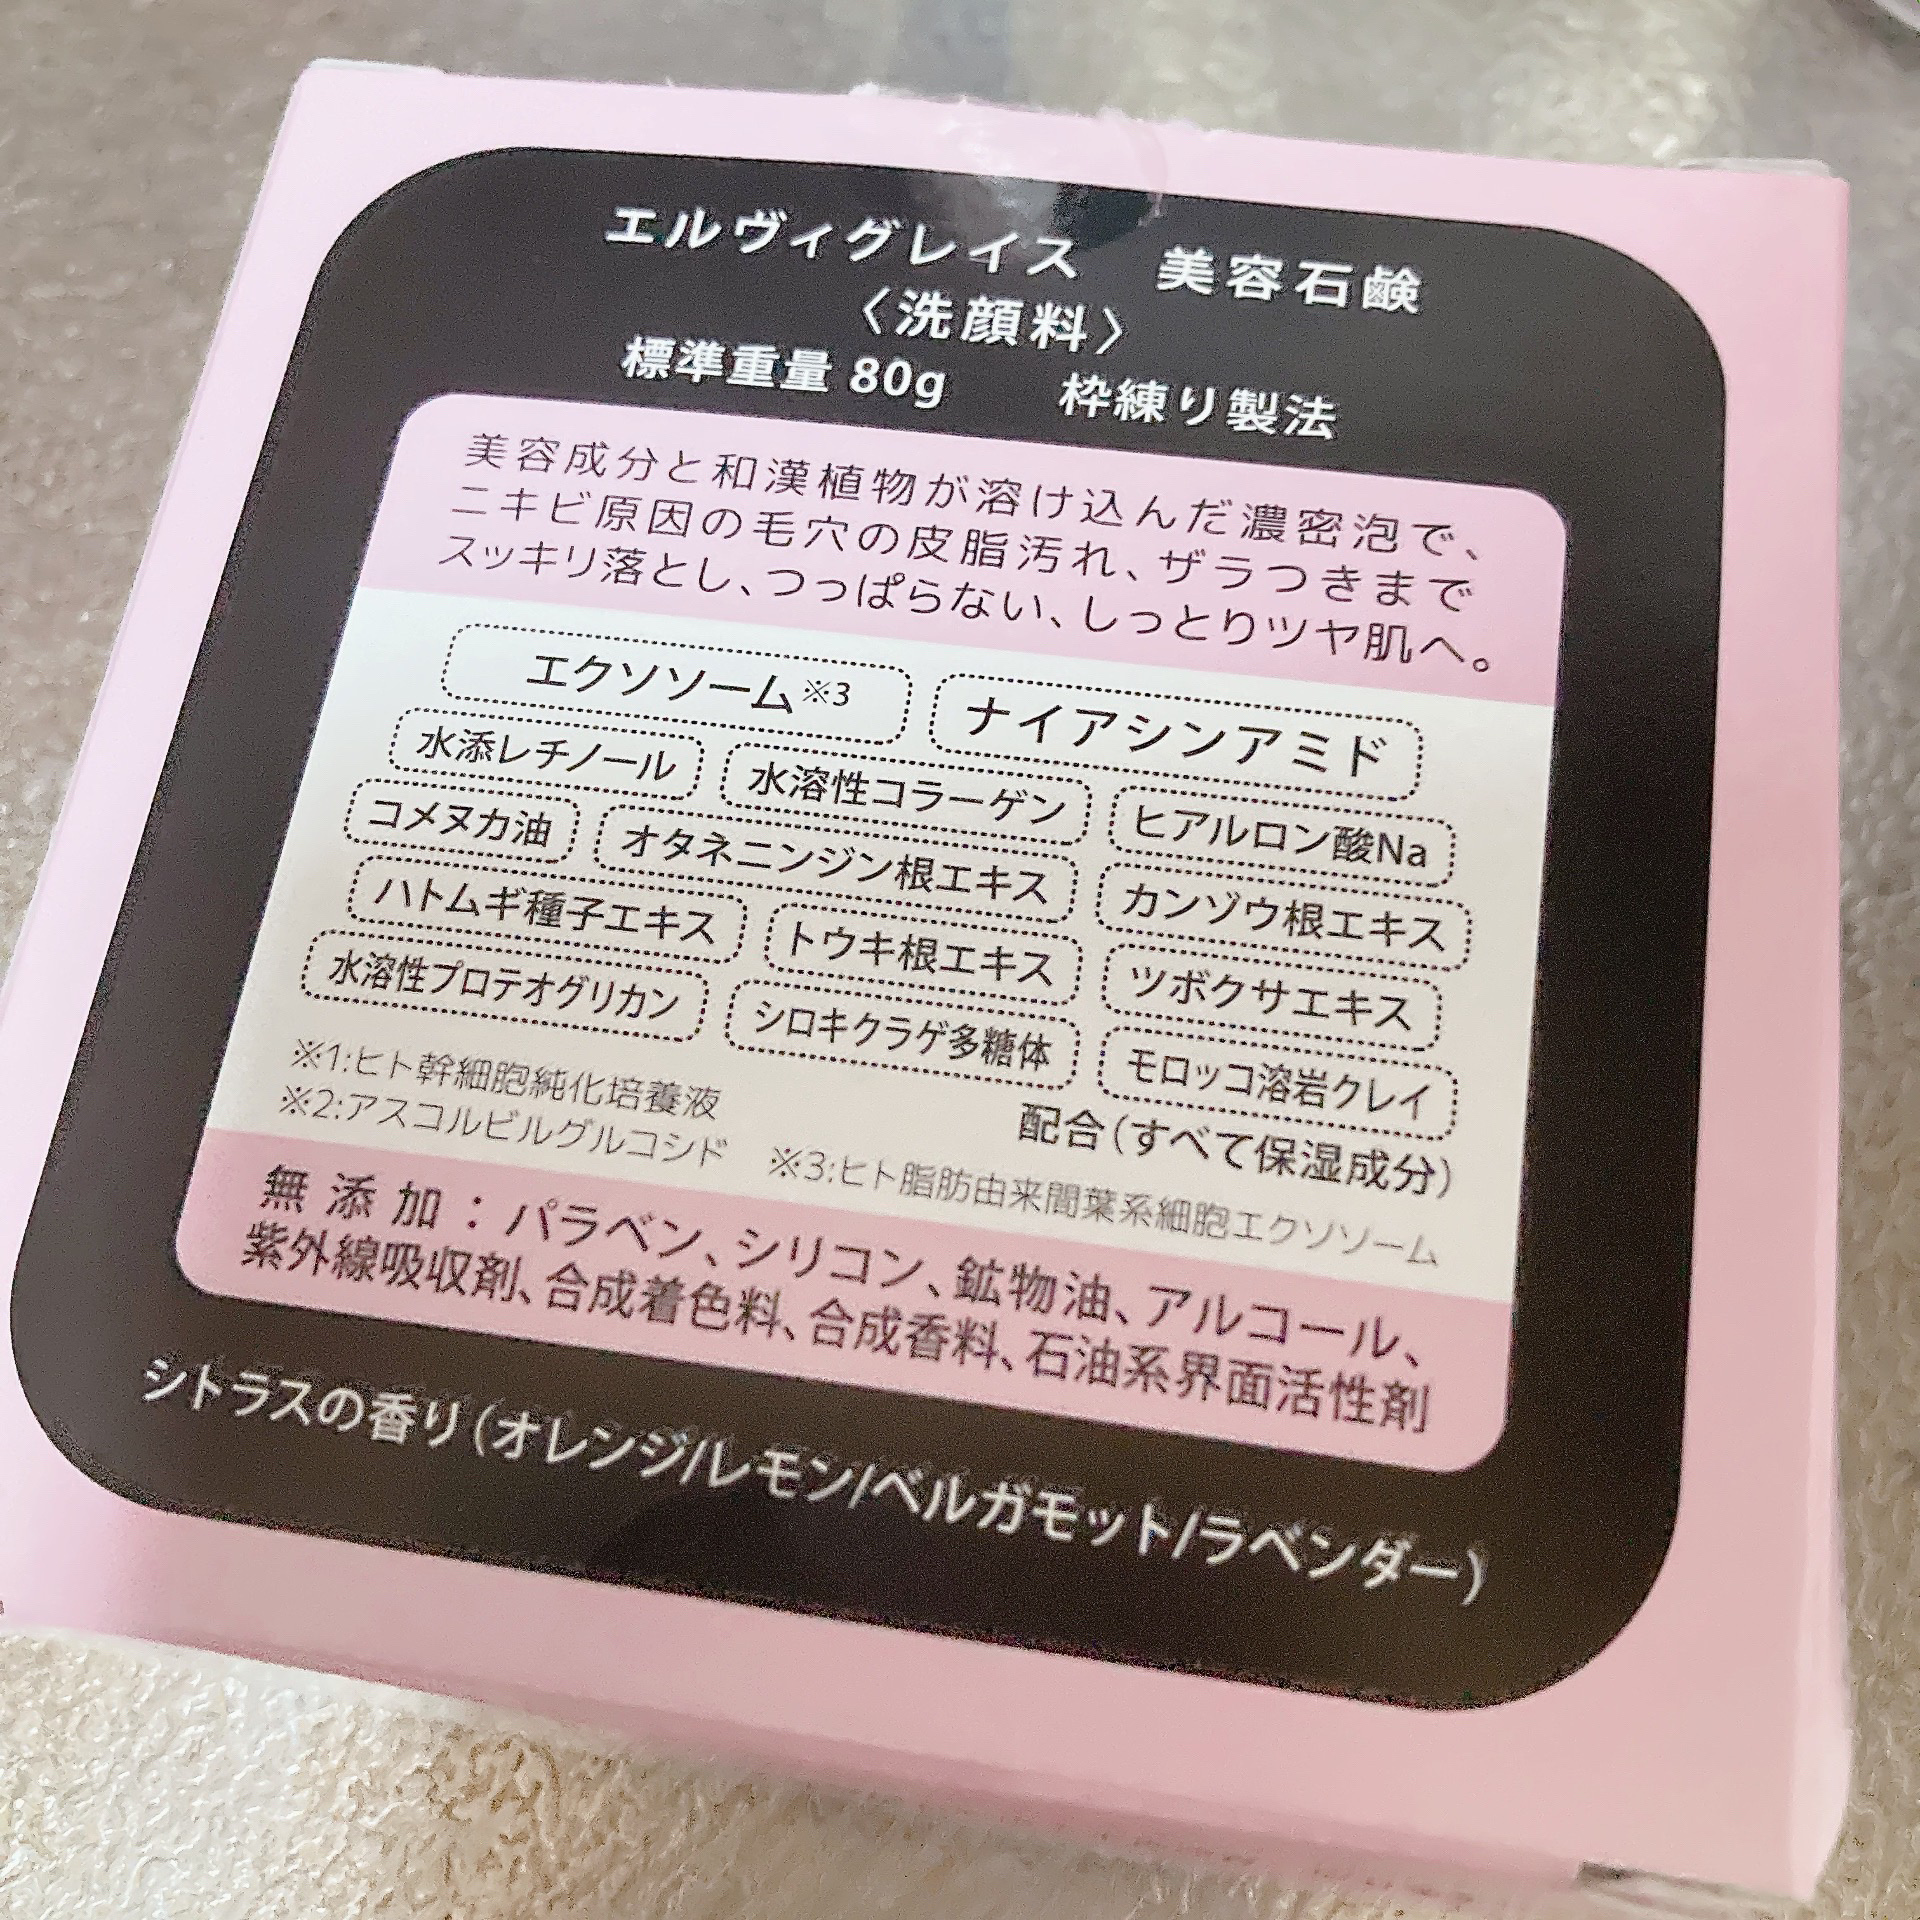 エルヴィグレイス 美容石鹸
〈洗顔料〉
標準重量 80g 枠練り製法
美容成分と和漢植物が溶け込んだ濃密泡で、
ニキビ原因の毛穴の皮脂汚れ、ザラつきまで
スッキリ落とし、つっぱらない、しっとりツヤ肌へ。
エクソソーム※3 ナイアシンアミド
水添レチノール 水溶性コラーゲン ヒアルロン酸Na
コメヌカ油 オタネニンジン根エキス カンゾウ根エキス
ハトムギ種子エキス トウキ根エキス ツボクサエキス
水溶性プロテオグリカン シロキクラゲ多糖体 モロッコ溶岩クレイ
配合(すべて保湿成分)
※1:ヒト幹細胞純化培養液
※2:アスコルビルグルコシド ※3:ヒト脂肪由来間葉系細胞エクソソーム
無添加:パラベン、シリコン、鉱物油、アルコール、
紫外線吸収剤、合成着色料、合成香料、石油系界面活性剤
シトラスの香り(オレンジ/レモン/ベルガモット/ラベンダー)